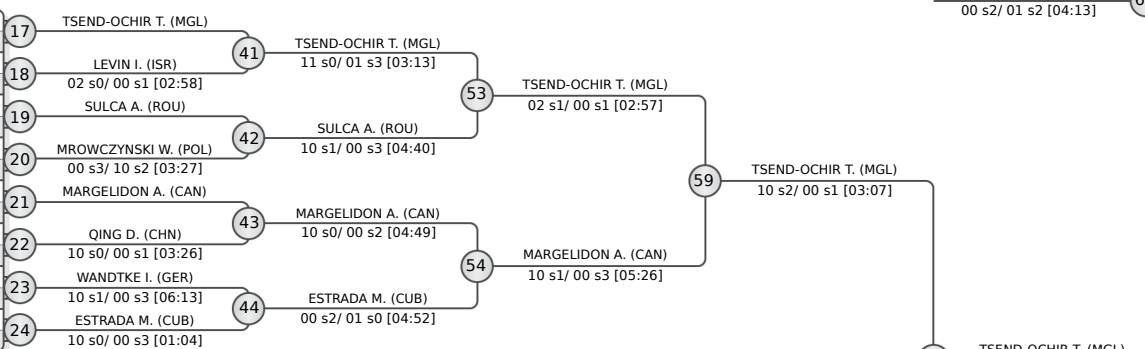 00 s2/ 01 s2 [04:13]
17
TSEND-OCHIR T. (MGL)
18
LEVIN I. (ISR)
02 s0/ 00 s1 [02:58]
41
TSEND-OCHIR T. (MGL)
11 s0/ 01 s3 [03:13]
19
SULCA A. (ROU)
20
MROWCZYNSKI W. (POL)
00 s3/ 10 s2 [03:27]
42
SULCA A. (ROU)
10 s1/ 00 s3 [04:40]
53
TSEND-OCHIR T. (MGL)
02 s1/ 00 s1 [02:57]
21
MARGELIDON A. (CAN)
22
QING D. (CHN)
10 s0/ 00 s1 [03:26]
43
MARGELIDON A. (CAN)
10 s0/ 00 s2 [04:49]
23
WANDTKE I. (GER)
10 s1/ 00 s3 [06:13]
24
ESTRADA M. (CUB)
10 s0/ 00 s3 [01:04]
44
ESTRADA M. (CUB)
00 s2/ 01 s0 [04:52]
54
MARGELIDON A. (CAN)
10 s1/ 00 s3 [05:26]
59
TSEND-OCHIR T. (MGL)
10 s2/ 00 s1 [03:07]
TSEND-OCHIR T. (MGL)